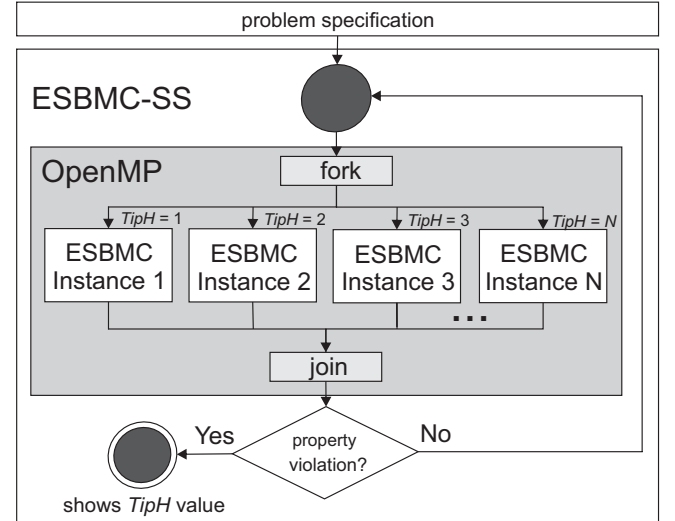 problem specification
ESBMC-SS
OpenMP
fork
TipH = 1
TipH = 2
TipH = 3
TipH = N
ESBMC
Instance 1
ESBMC
Instance 2
ESBMC
Instance 3
ESBMC
Instance N
...
join
property
violation?
Yes
No
shows TipH value